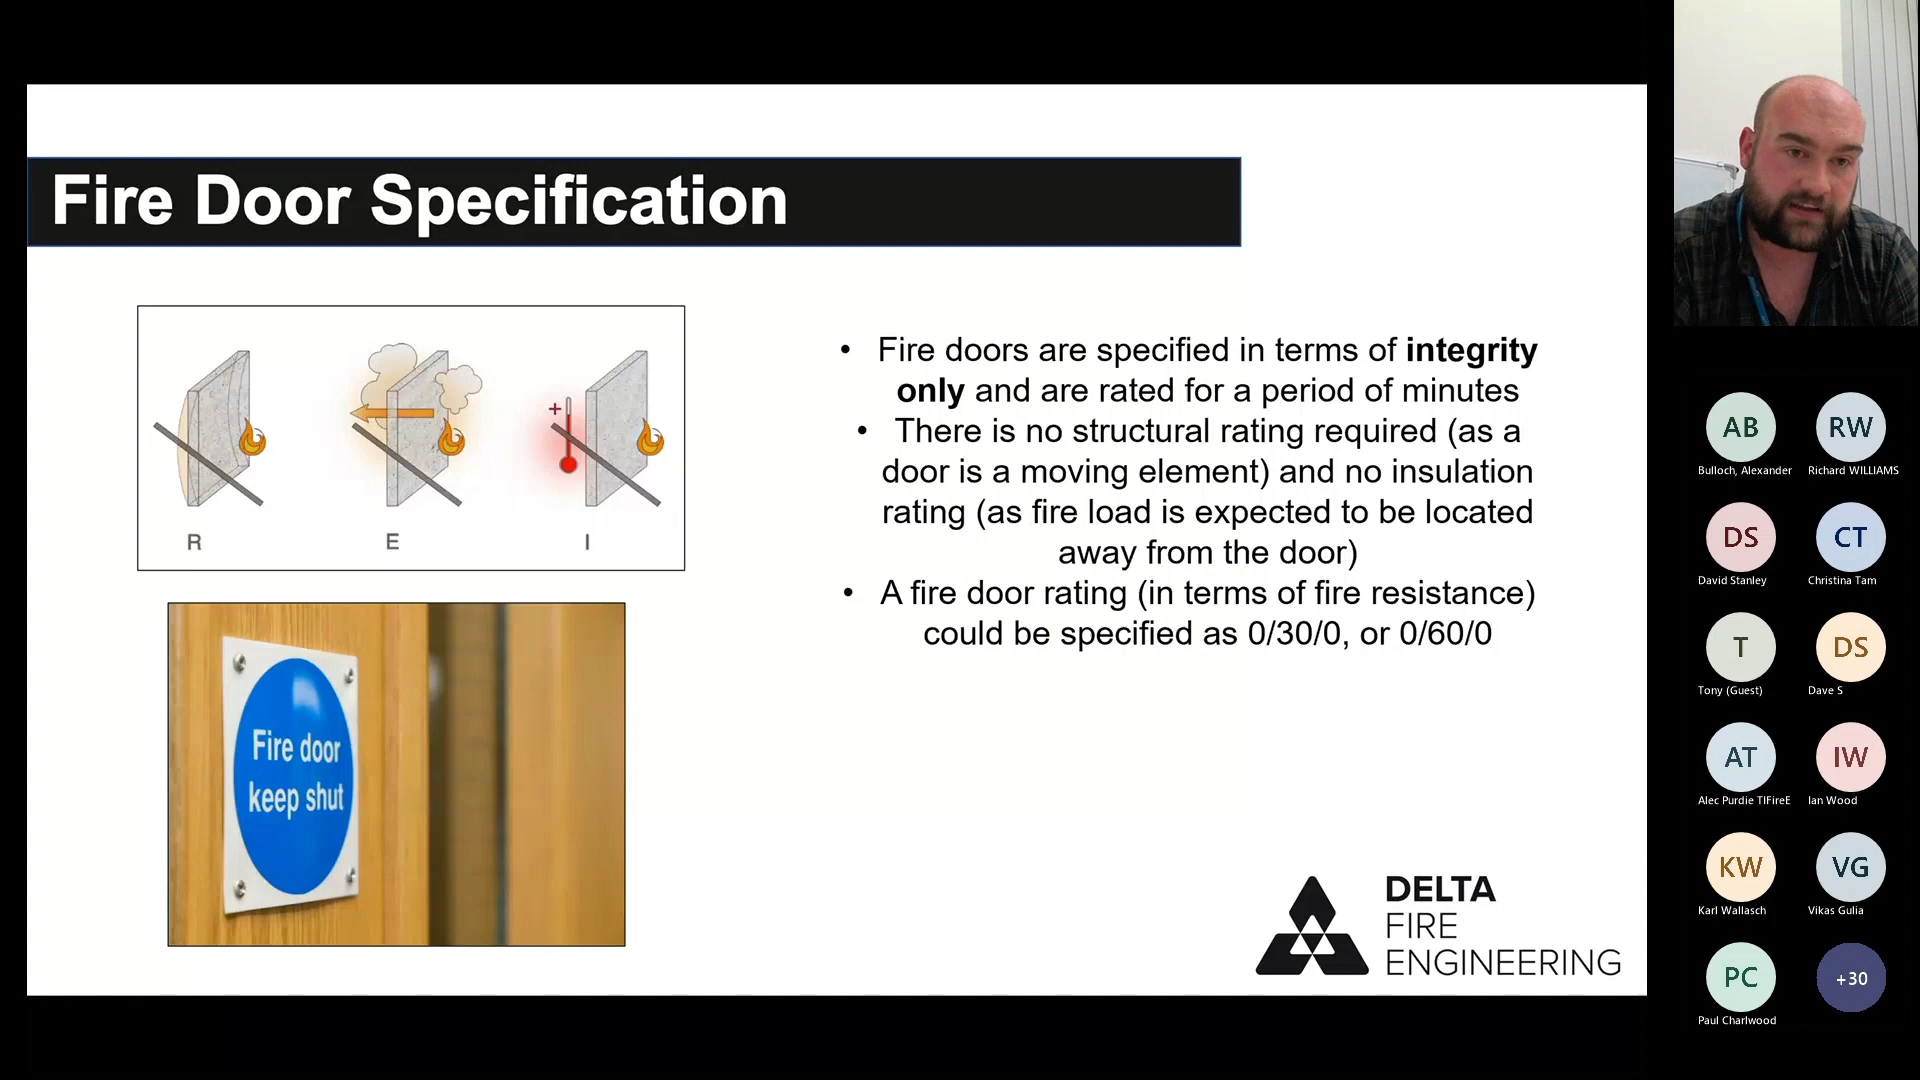 Fire Door Specification
R E I
Fire door
keep shut
• Fire doors are specified in terms of integrity
only and are rated for a period of minutes
• There is no structural rating required (as a
door is a moving element) and no insulation
rating (as fire load is expected to be located
away from the door)
• A fire door rating (in terms of fire resistance)
could be specified as 0/30/0, or 0/60/0
DELTA
FIRE
ENGINEERING
AB RW
Bulloch, Alexander Richard WILLIAMS
DS CT
David Stanley Christina Tam
T DS
Tony (Guest) Dave S
AT IW
Alec Purdie TIFireE Ian Wood
KW VG
Karl Wallasch Vikas Gulia
PC +30
Paul Charlwood